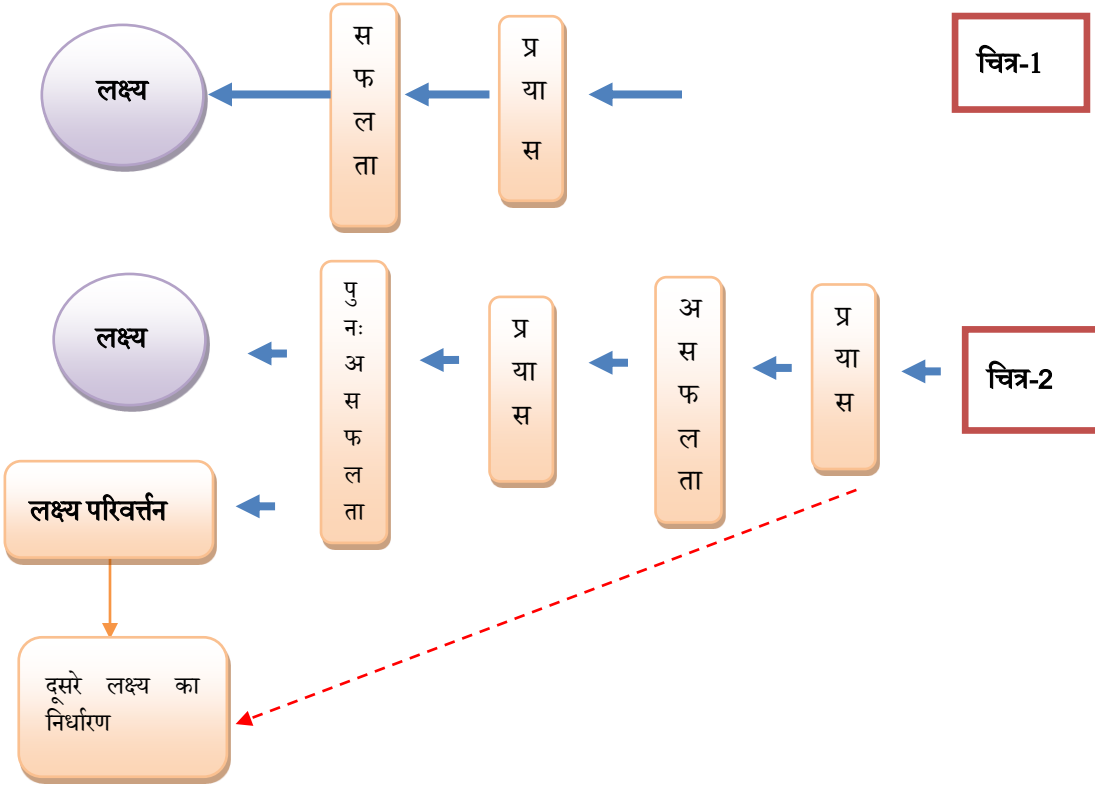 लक्ष्य
सफलता
प्रयास
चित्र-1
लक्ष्य
पुनःअसफलता
प्रयास
असफलता
प्रयास
चित्र-2
लक्ष्य परिवर्त्तन
दूसरे लक्ष्य का
निर्धारण